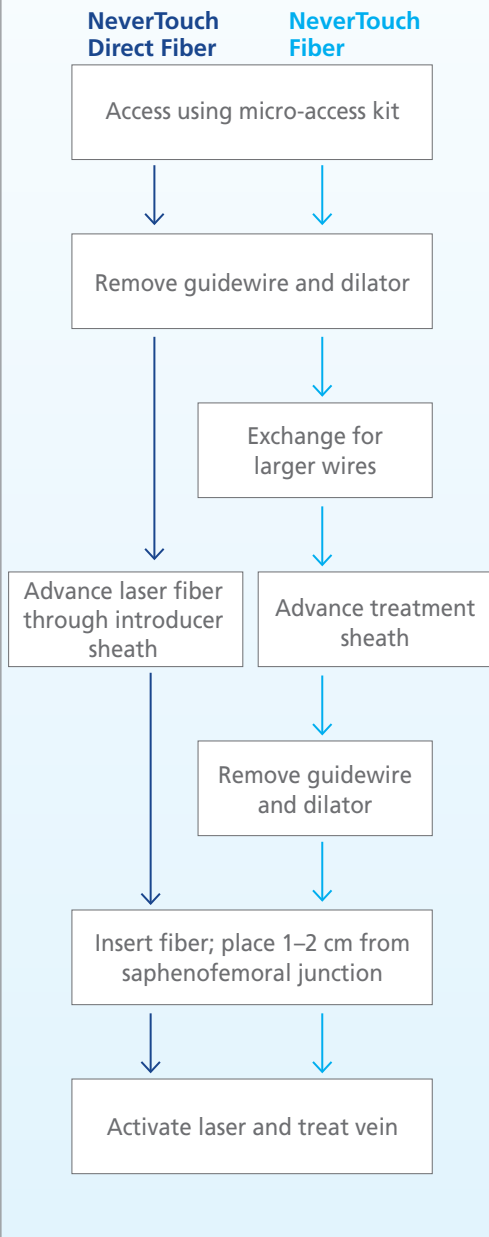 NeverTouch
Direct Fiber
NeverTouch
Fiber
Access using micro-access kit
Remove guidewire and dilator
Exchange for
larger wires
Advance laser fiber
through introducer
sheath
Advance treatment
sheath
Remove guidewire
and dilator
Insert fiber; place 1–2 cm from
saphenofemoral junction
Activate laser and treat vein